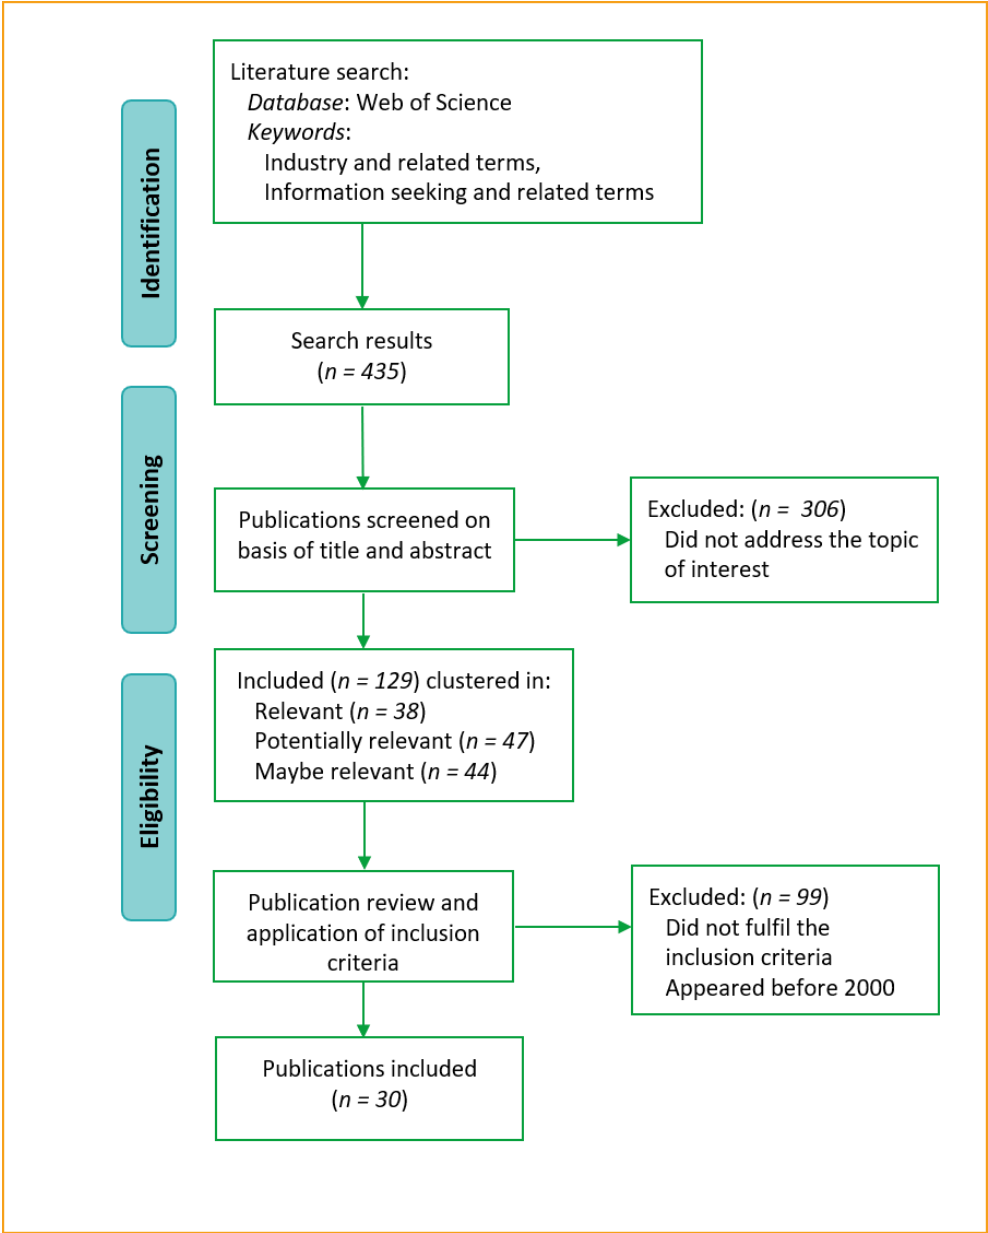 Identification
Literature search:
Database: Web of Science
Keywords:
Industry and related terms,
Information seeking and related terms
Search results
(n = 435)
Screening
Publications screened on
basis of title and abstract
Excluded: (n =  306)
Did not address the topic
of interest
Eligibility
Included (n = 129) clustered in:
Relevant (n = 38)
Potentially relevant (n = 47)
Maybe relevant (n = 44)
Publication review and
application of inclusion
criteria
Excluded: (n = 99)
Did not fulfil the
inclusion criteria
Appeared before 2000
Publications included
(n = 30)